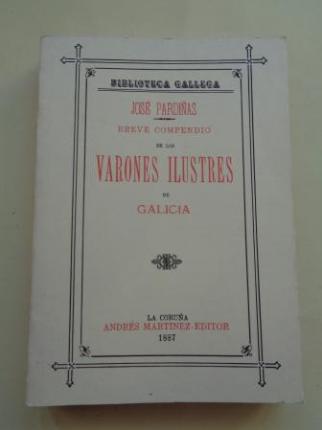 BIBLIOTECA GALLEGA
JOSÉ PARDIÑAS
BREVE COMPENDIO
DE LOS
VARONES ILUSTRES
DE
GALICIA
LA CORUÑA
ANDRÉS MARTÍNEZ-EDITOR
1887